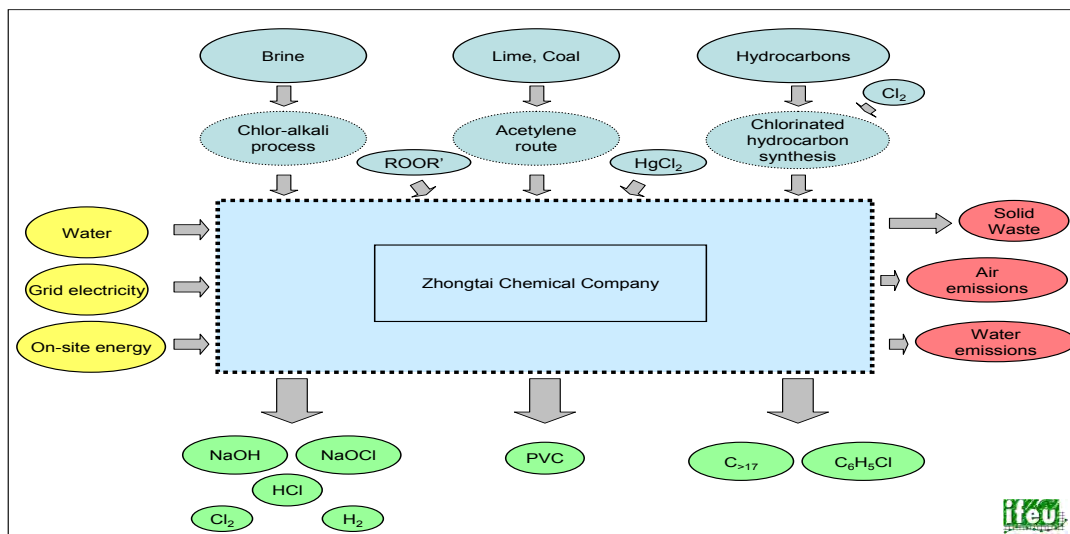 Brine
Lime, Coal
Hydrocarbons
Cl₂
Chlor-alkali
process
Acetylene
route
Chlorinated
hydrocarbon
synthesis
ROOR'
HgCl₂
Water
Grid electricity
On-site energy
Zhongtai Chemical Company
Solid
Waste
Air
emissions
Water
emissions
NaOH
NaOCl
HCl
Cl₂
H₂
PVC
C>17
C₆H₅Cl
ifeu